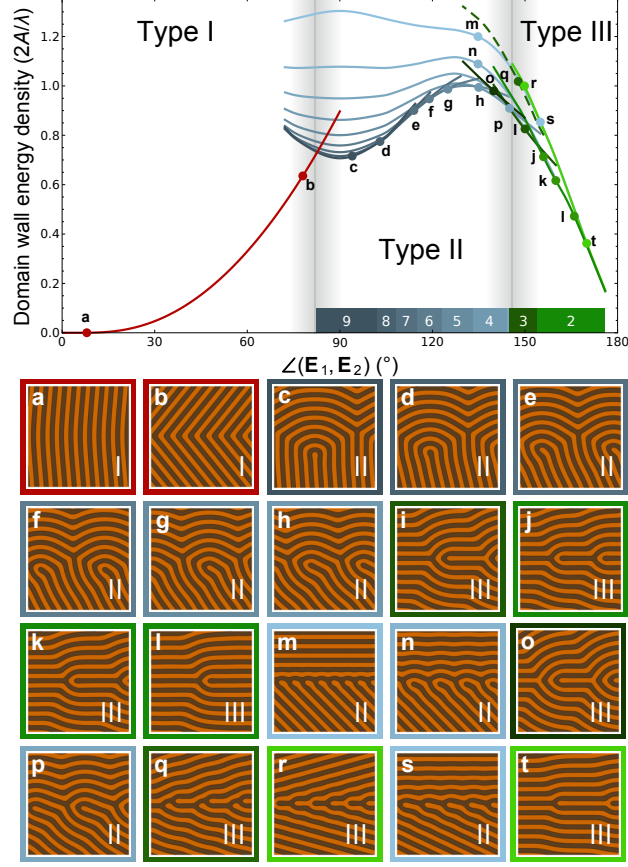 Domain wall energy density (2A/λ)
Type I
Type III
Type II
1.2
1.0
0.8
0.6
0.4
0.2
0.0
m
n
o
q
r
s
g
h
p
l
f
e
d
c
b
j
k
l
t
a
9 8 7 6 5 4 3 2
0 30 60 90 120 150 180
∠(E₁, E₂) (°)
a b c d e
I I II II II
f g h i j
II II II III III
k l m n o
III III II II III
p q r s t
II III III II III